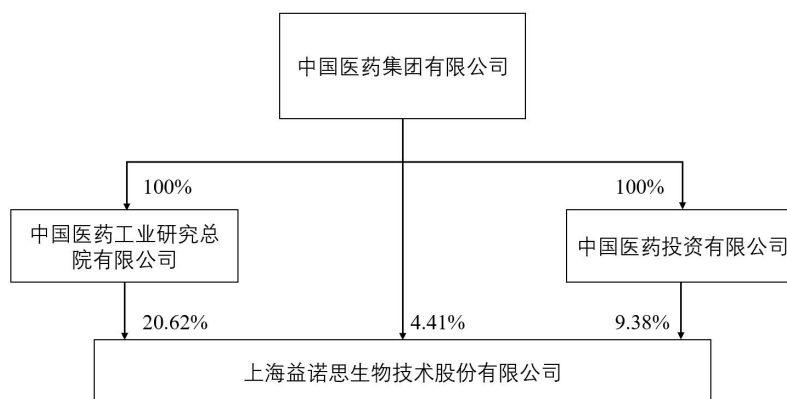 中国医药集团有限公司
100%
100%
中国医药工业研究总
院有限公司
中国医药投资有限公司
20.62%
4.41%
9.38%
上海益诺思生物技术股份有限公司